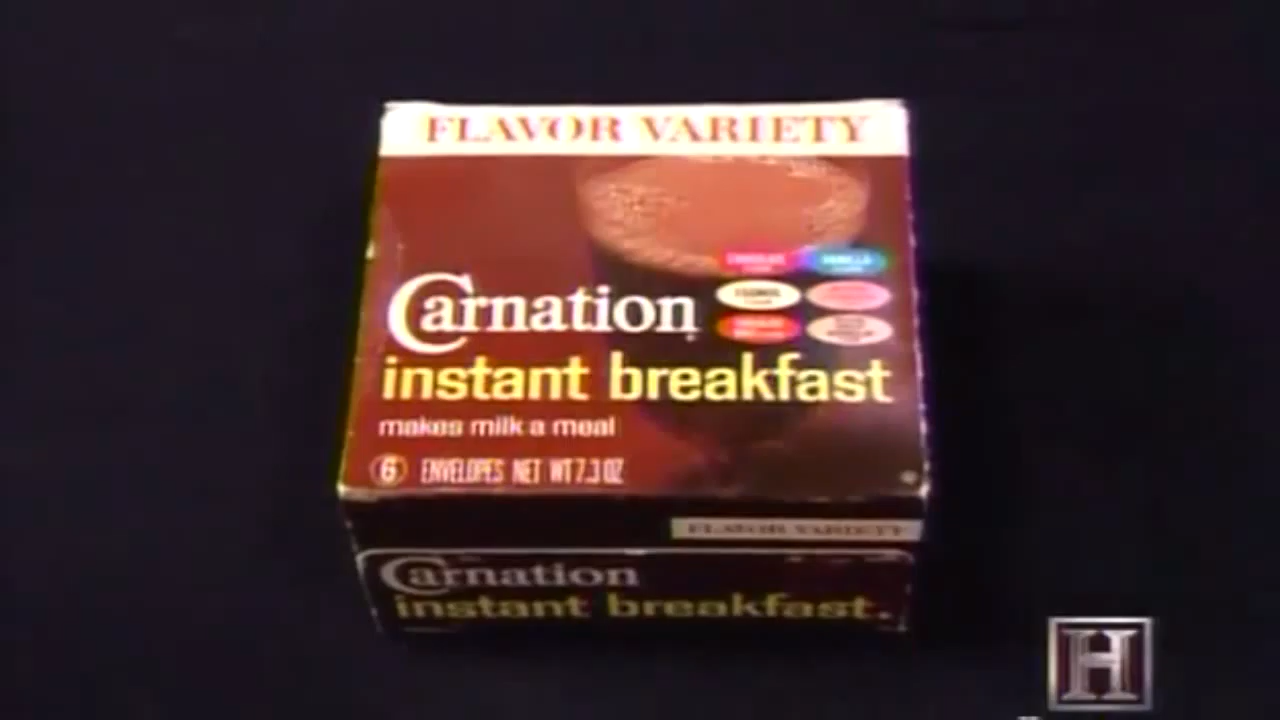 FLAVOR VARIETY
VANILLA
Carnation
instant breakfast
makes milk a meal
6 ENVELOPES NET WT 7.3 OZ
FLAVOR VARIETY
Carnation
instant breakfast.
H